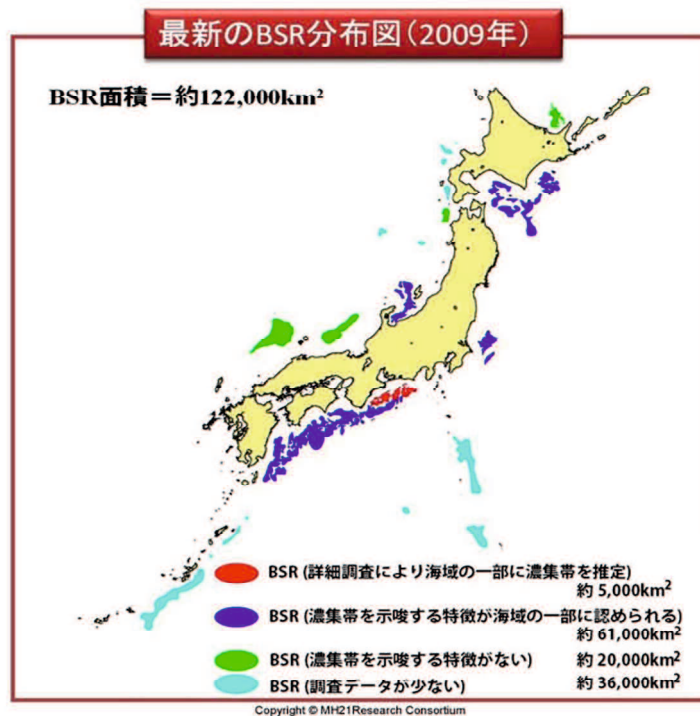 最新のBSR分布図(2009年)
BSR面積=約122,000km²
BSR (詳細調査により海域の一部に濃集帯を推定)
約 5,000km²
BSR (濃集帯を示唆する特徴が海域の一部に認められる)
約 61,000km²
BSR (濃集帯を示唆する特徴がない) 約 20,000km²
BSR (調査データが少ない) 約 36,000km²
Copyright © MH21Research Consortium